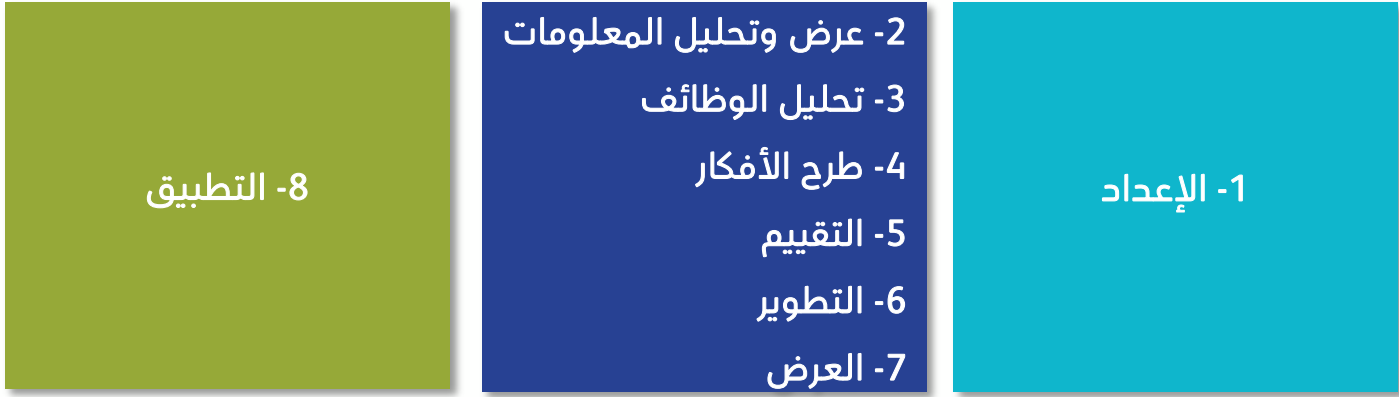 1- الإعداد
2- عرض وتحليل المعلومات
3- تحليل الوظائف
4- طرح الأفكار
5- التقييم
6- التطوير
7- العرض
8- التطبيق